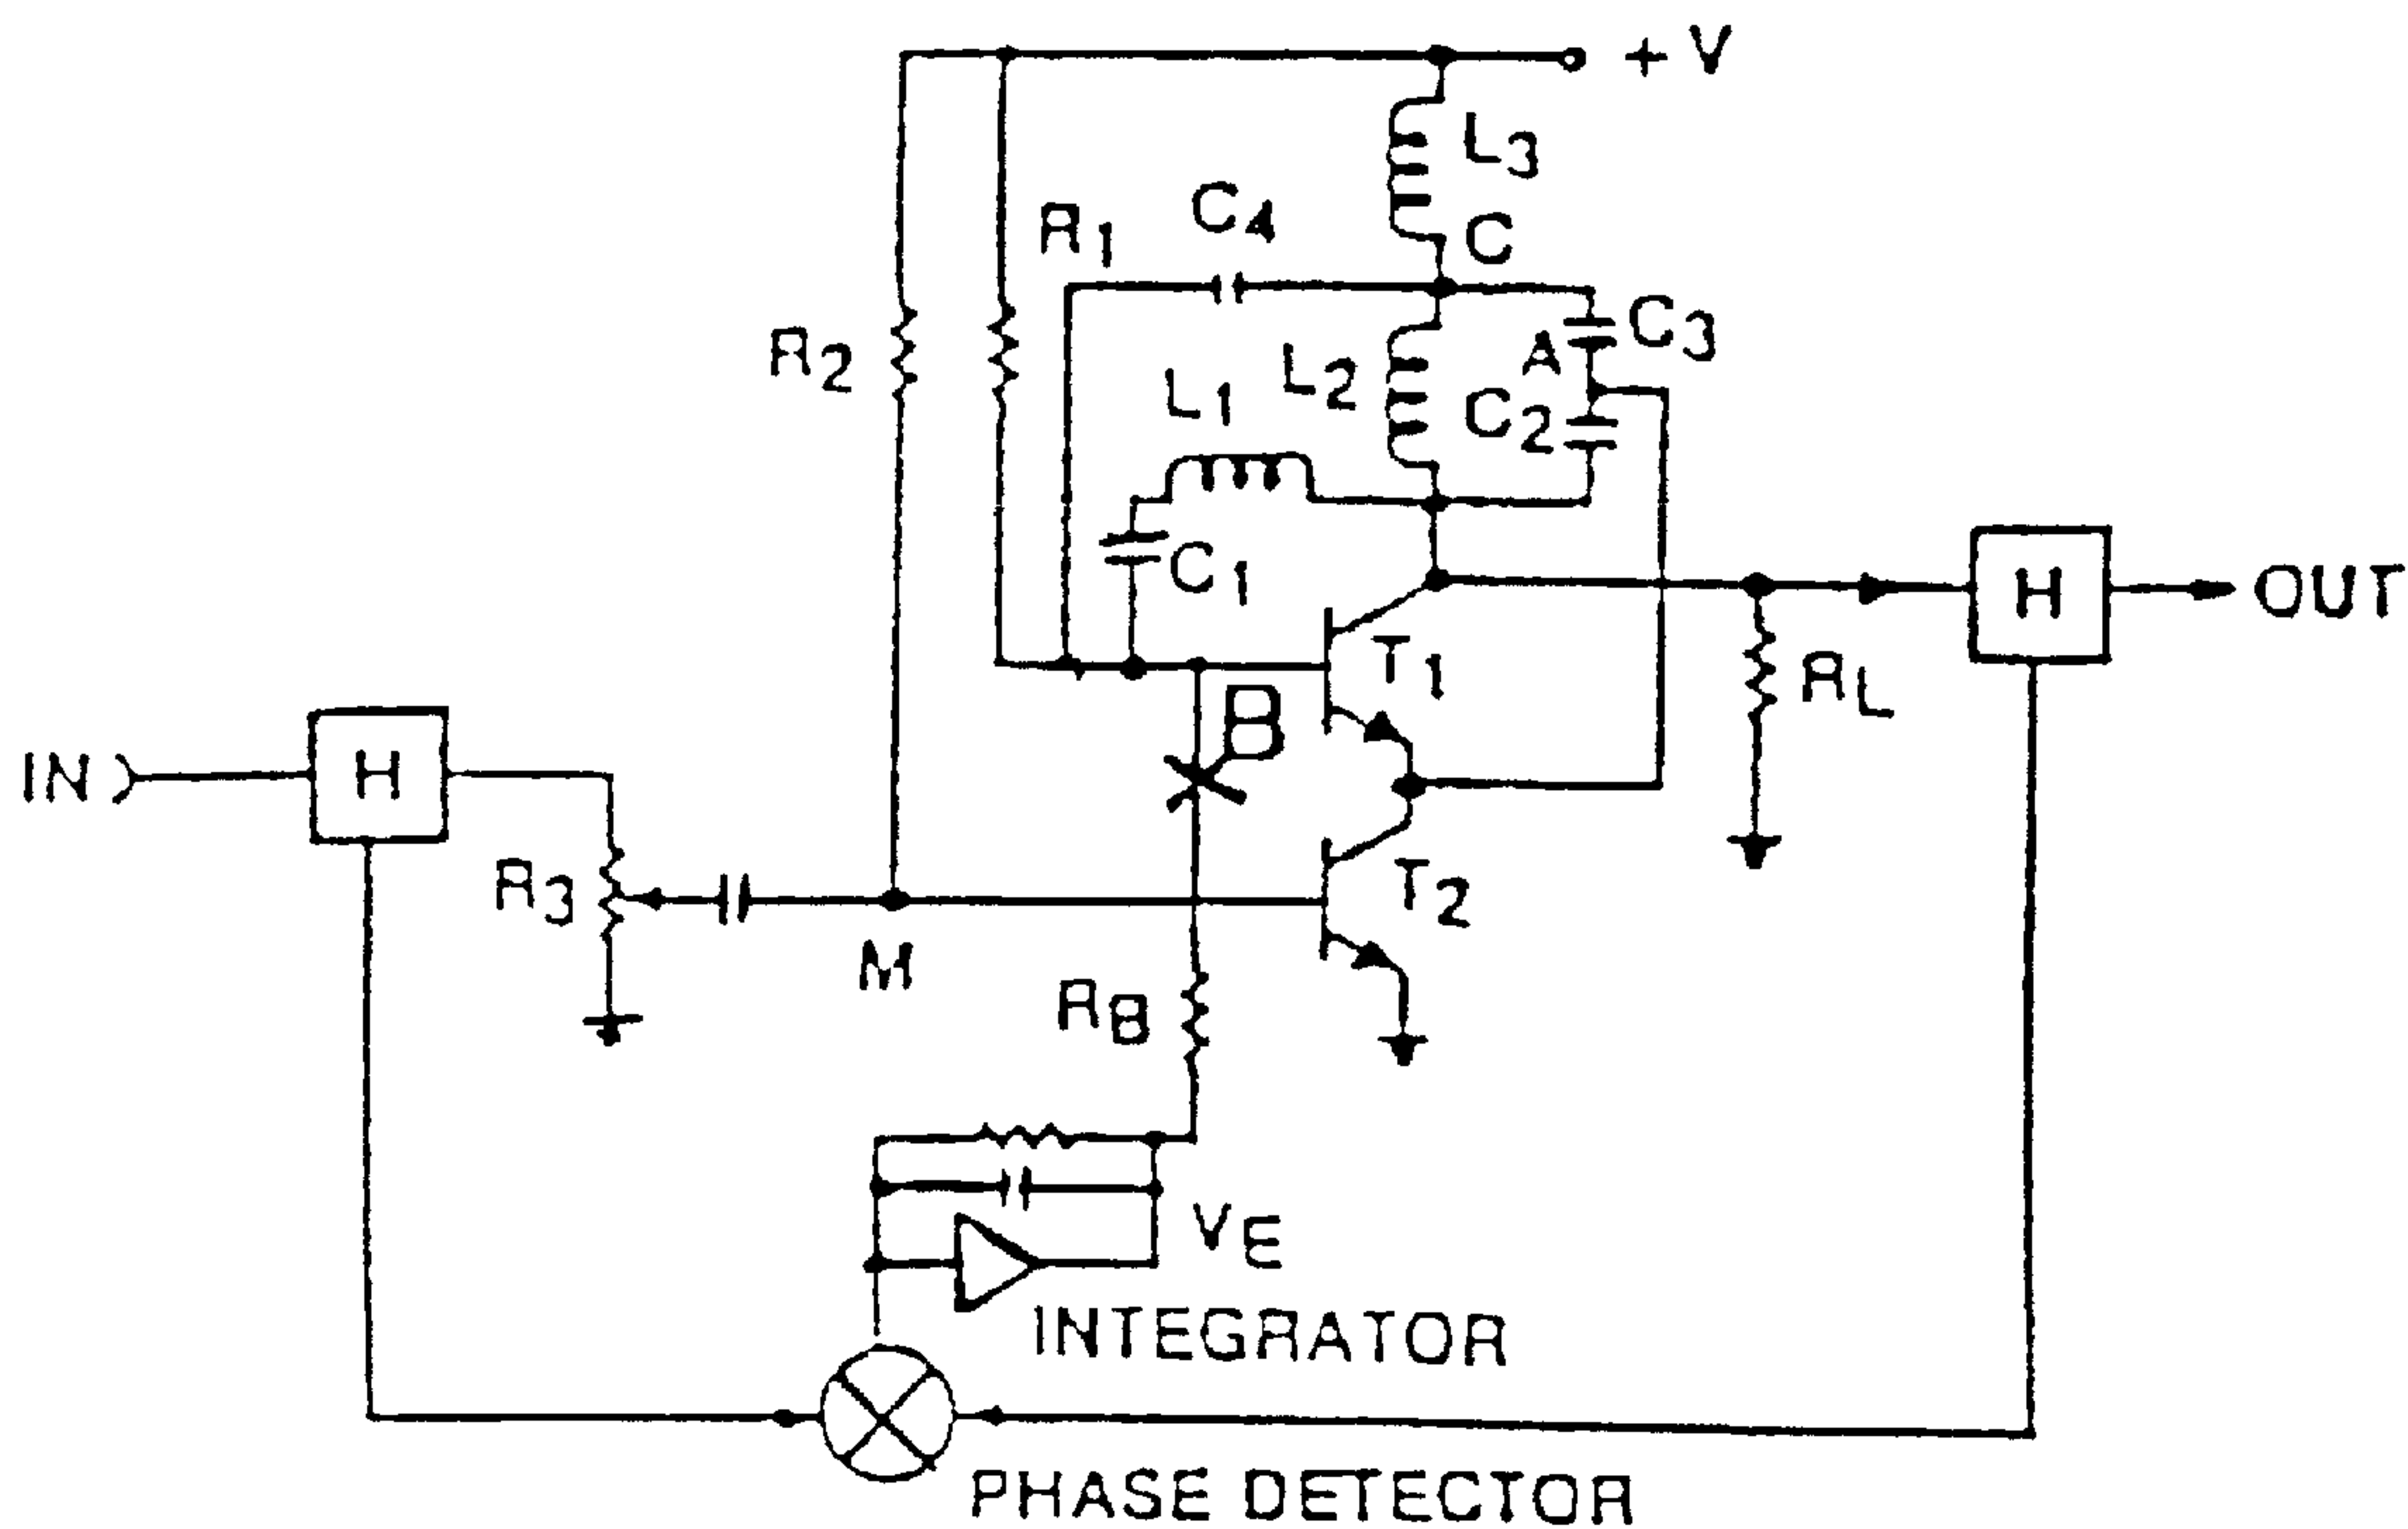 + V
L3
C4
C
R1
C3
R2
A
L1
L2
C2
C1
H
OUT
T1
RL
B
IN
H
R3
T2
M
RB
VE
INTEGRATOR
PHASE DETECTOR